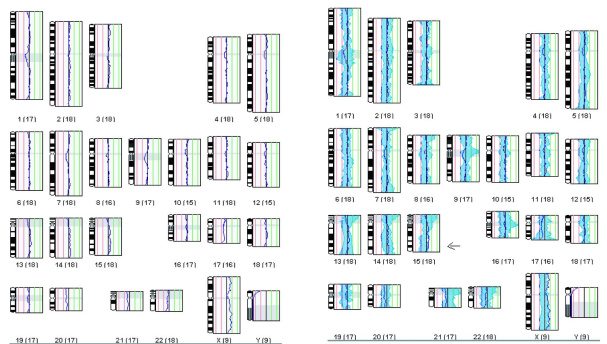 1 (17) 2 (18) 3 (18) 4 (18) 5 (18)
6 (18) 7 (18) 8 (16) 9 (17) 10 (15) 11 (18) 12 (15)
13 (18) 14 (18) 15 (18) 16 (17) 17 (16) 18 (17)
19 (17) 20 (17) 21 (17) 22 (18) X (9) Y (9)
1 (17) 2 (18) 3 (18) 4 (18) 5 (18)
6 (18) 7 (18) 8 (16) 9 (17) 10 (15) 11 (18) 12 (15)
13 (18) 14 (18) 15 (18) 16 (17) 17 (16) 18 (17)
19 (17) 20 (17) 21 (17) 22 (18) X (9) Y (9)